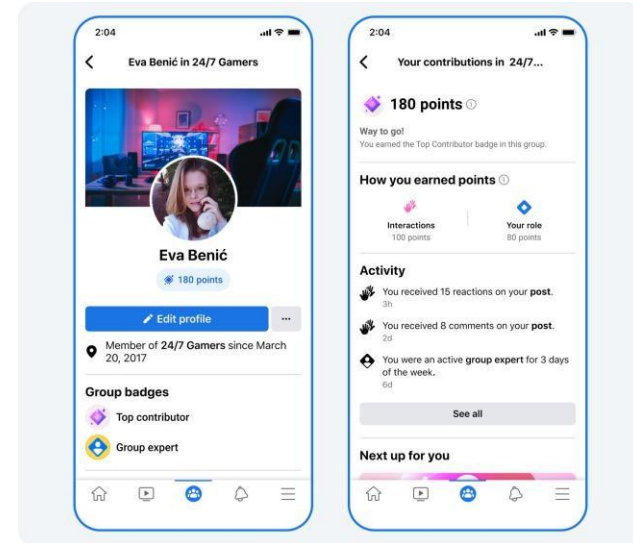 2:04
Eva Benić in 24/7 Gamers
Eva Benić
180 points
Edit profile
Member of 24/7 Gamers since March
20, 2017
Group badges
Top contributor
Group expert
2:04
Your contributions in 24/7...
180 points
Way to go!
You earned the Top Contributor badge in this group.
How you earned points
Interactions
100 points
Your role
80 points
Activity
You received 15 reactions on your post.
3h
You received 8 comments on your post.
2d
You were an active group expert for 3 days
of the week.
6d
See all
Next up for you